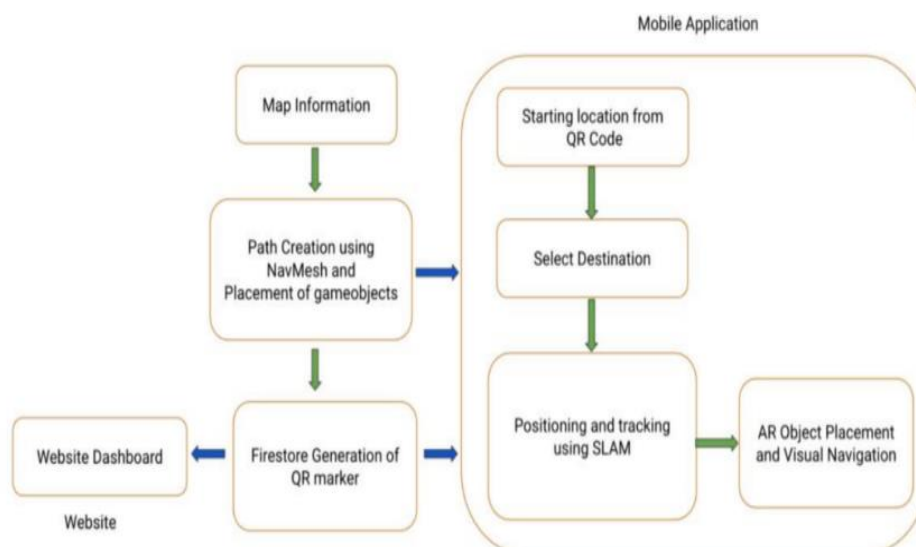 Mobile Application
Map Information
Starting location from
QR Code
Path Creation using
NavMesh and
Placement of gameobjects
Select Destination
Positioning and tracking
using SLAM
AR Object Placement
and Visual Navigation
Website Dashboard
Firestore Generation of
QR marker
Website